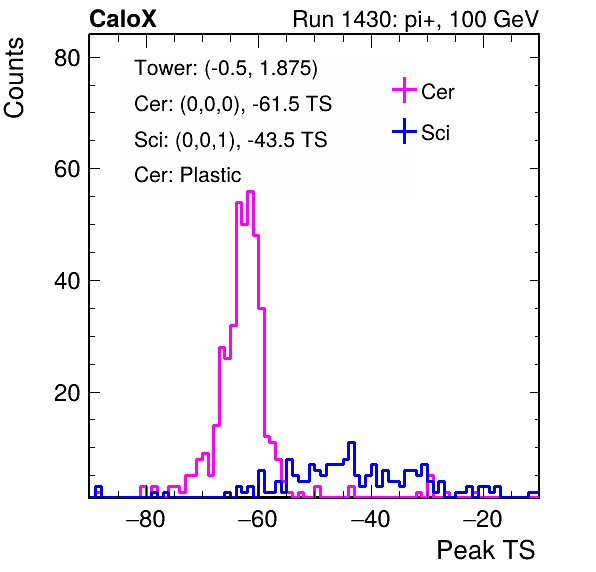 CaloX Run 1430: pi+, 100 GeV
Counts
80
60
40
20
Tower: (-0.5, 1.875)
Cer: (0,0,0), -61.5 TS
Sci: (0,0,1), -43.5 TS
Cer: Plastic
Cer
Sci
−80 −60 −40 −20
Peak TS